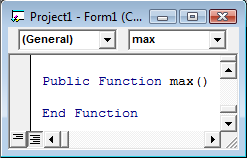 Project1 - Form1 (C...
(General) max
Public Function max()
End Function